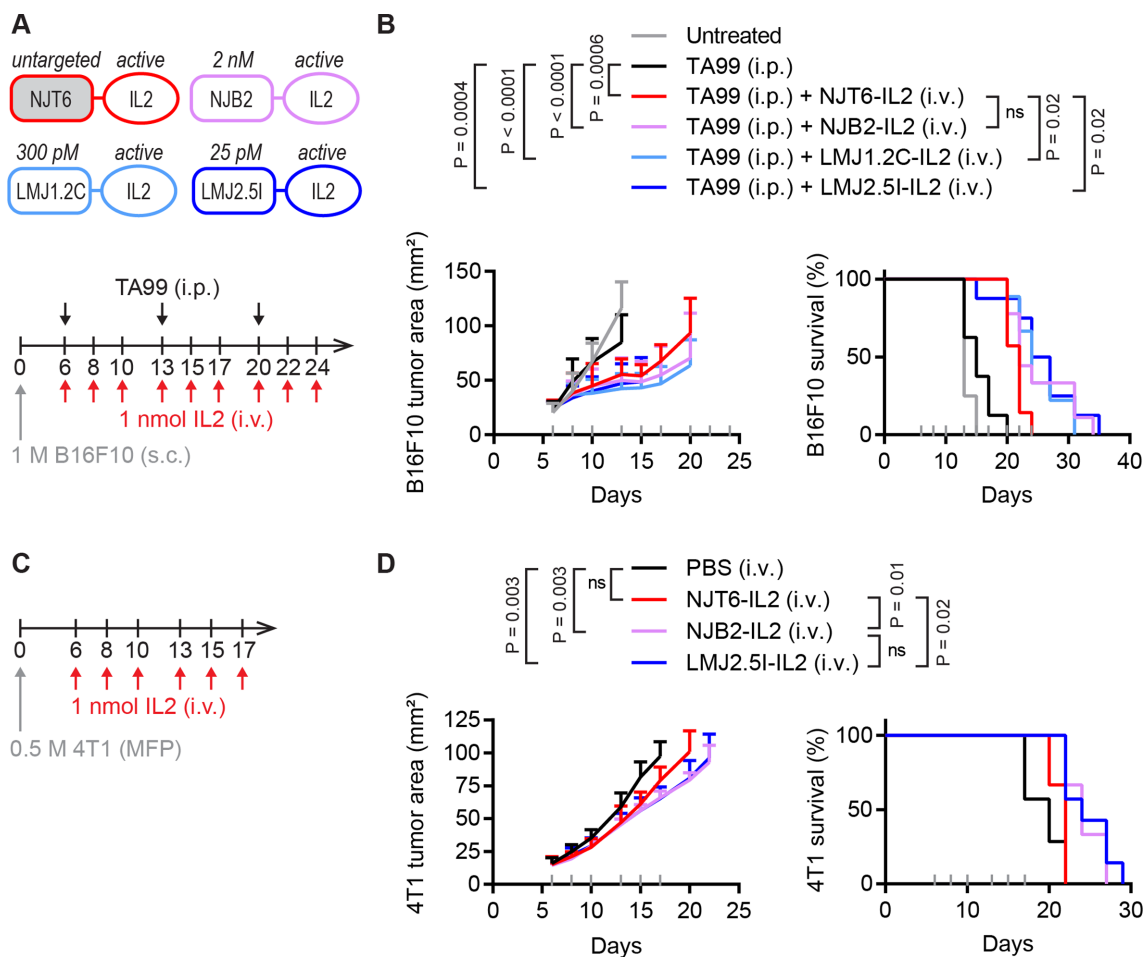 A
untargeted active 2 nM active
NJT6 IL2 NJB2 IL2
300 pM active 25 pM active
LMJ1.2C IL2 LMJ2.5I IL2
TA99 (i.p.)
0 6 8 10 13 15 17 20 22 24
1 nmol IL2 (i.v.)
1 M B16F10 (s.c.)
B
Untreated
TA99 (i.p.)
TA99 (i.p.) + NJT6-IL2 (i.v.)
TA99 (i.p.) + NJB2-IL2 (i.v.)
TA99 (i.p.) + LMJ1.2C-IL2 (i.v.)
TA99 (i.p.) + LMJ2.5I-IL2 (i.v.)
P = 0.0004
P < 0.0001
P < 0.0001
P = 0.0006
ns
P = 0.02
P = 0.02
B16F10 tumor area (mm²)
150
100
50
0
0 5 10 15 20 25
Days
B16F10 survival (%)
100
50
0
0 10 20 30 40
Days
C
0 6 8 10 13 15 17
1 nmol IL2 (i.v.)
0.5 M 4T1 (MFP)
D
PBS (i.v.)
NJT6-IL2 (i.v.)
NJB2-IL2 (i.v.)
LMJ2.5I-IL2 (i.v.)
P = 0.003
P = 0.003
ns
P = 0.01
ns
P = 0.02
4T1 tumor area (mm²)
125
100
75
50
25
0
0 5 10 15 20 25
Days
4T1 survival (%)
100
50
0
0 10 20 30
Days